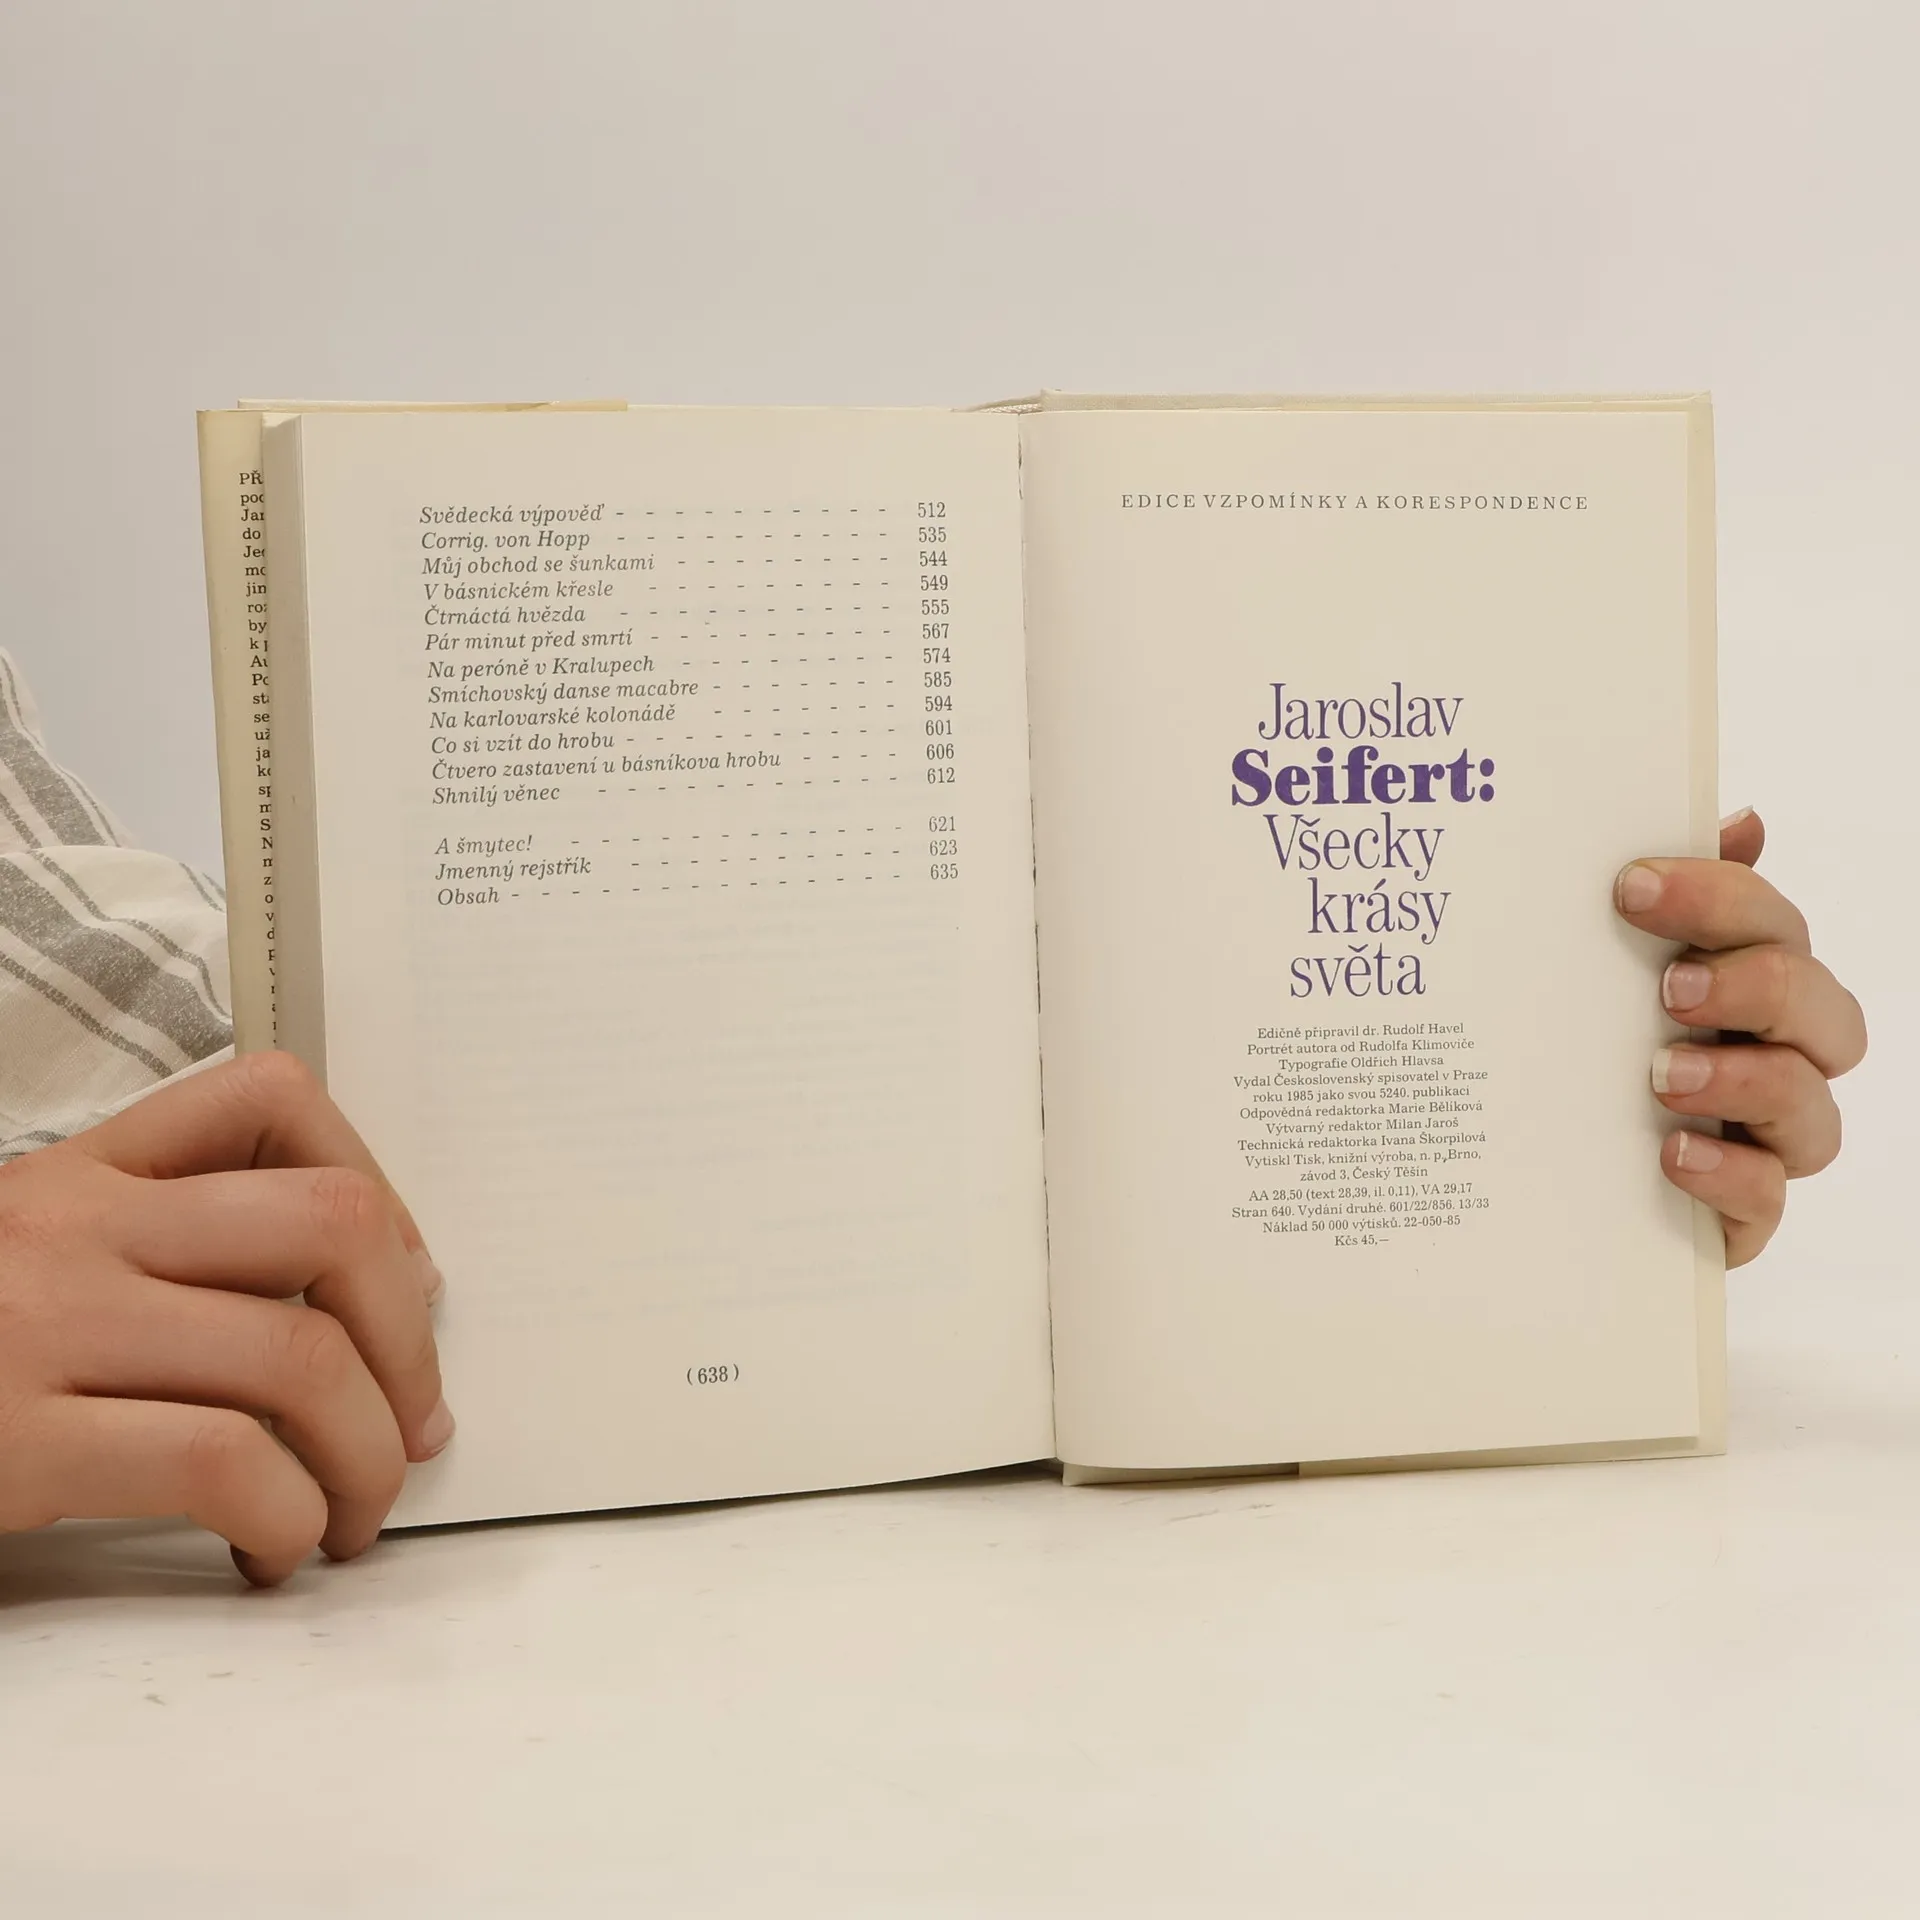 PŘ
Svědecká výpověď - - - - - - - - - - 512
Corrig. von Hopp - - - - - - - - - - 535
Můj obchod se šunkami - - - - - - - - 544
V básnickém křesle - - - - - - - - - 549
Čtrnáctá hvězda - - - - - - - - - - 555
Pár minut před smrtí - - - - - - - - - 567
Na peróně v Kralupech - - - - - - - - 574
Smíchovský danse macabre - - - - - - - 585
Na karlovarské kolonádě - - - - - - - 594
Co si vzít do hrobu - - - - - - - - - - 601
Čtvero zastavení u básníkova hrobu - - - - 606
Shnilý věnec - - - - - - - - - - - 612
A šmytec! - - - - - - - - - - - - 621
Jmenný rejstřík - - - - - - - - - - 623
Obsah - - - - - - - - - - - - - - 635
(638)
EDICE VZPOMÍNKY A KORESPONDENCE
Jaroslav
Seifert:
Všecky
krásy
světa
Edičně připravil dr. Rudolf Havel
Portrét autora od Rudolfa Klimoviče
Typografie Oldřich Hlavsa
Vydal Československý spisovatel v Praze
roku 1985 jako svou 5240. publikaci
Odpovědná redaktorka Marie Bělíková
Výtvarný redaktor Milan Jaroš
Technická redaktorka Ivana Škorpilová
Vytiskl Tisk, knižní výroba, n. p., Brno,
závod 3, Český Těšín
AA 28,50 (text 28,39, il. 0,11), VA 29,17
Stran 640. Vydání druhé. 601/22/856. 13/33
Náklad 50 000 výtisků. 22-050-85
Kčs 45,—